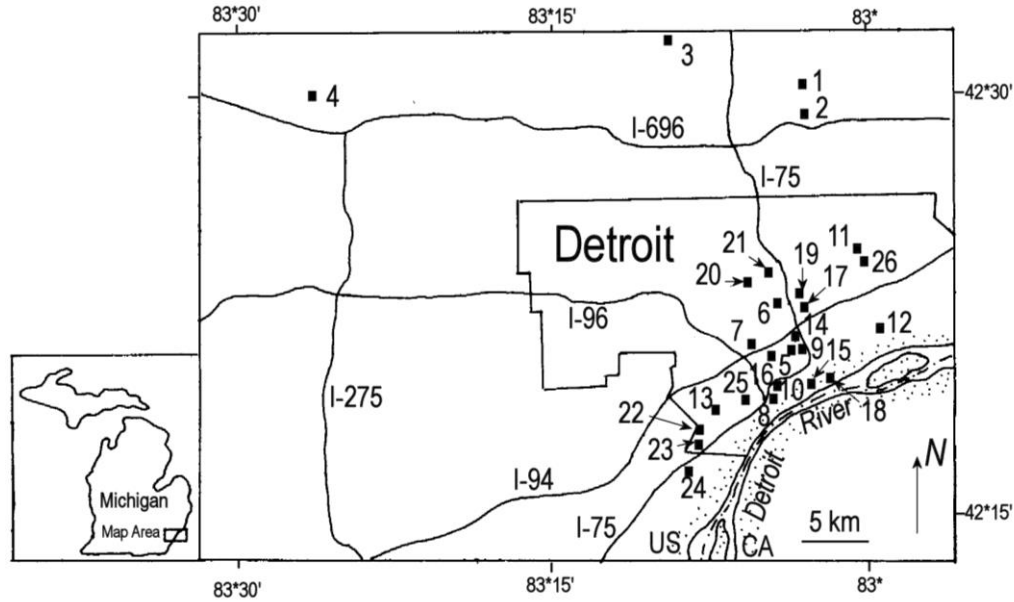 83*30'
83*15'
83*
3
1
4
2
42*30'
I-696
I-75
Detroit
11
21
19
26
20
17
6
I-96
7
14
12
5
9
15
16
I-275
25
10
13
8
18
22
River
23
N
Michigan
Map Area
I-94
24
Detroit
5 km
42*15'
I-75
US
CA
83*30'
83*15'
83*